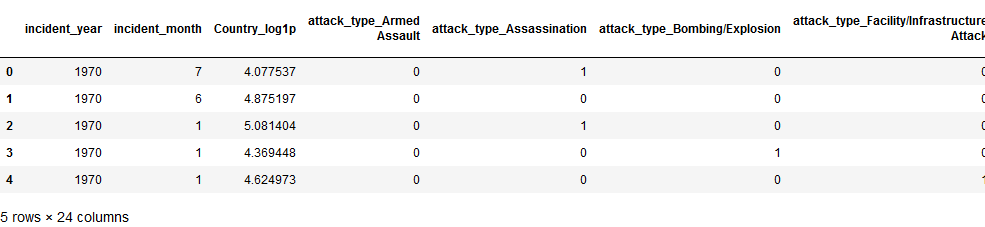 incident_year incident_month Country_log1p attack_type_Armed Assault attack_type_Assassination attack_type_Bombing/Explosion attack_type_Facility/Infrastructure Attack
0 1970 7 4.077537 0 1 0 0
1 1970 6 4.875197 0 0 0 0
2 1970 1 5.081404 0 1 0 0
3 1970 1 4.369448 0 0 1 0
4 1970 1 4.624973 0 0 0 1
5 rows × 24 columns